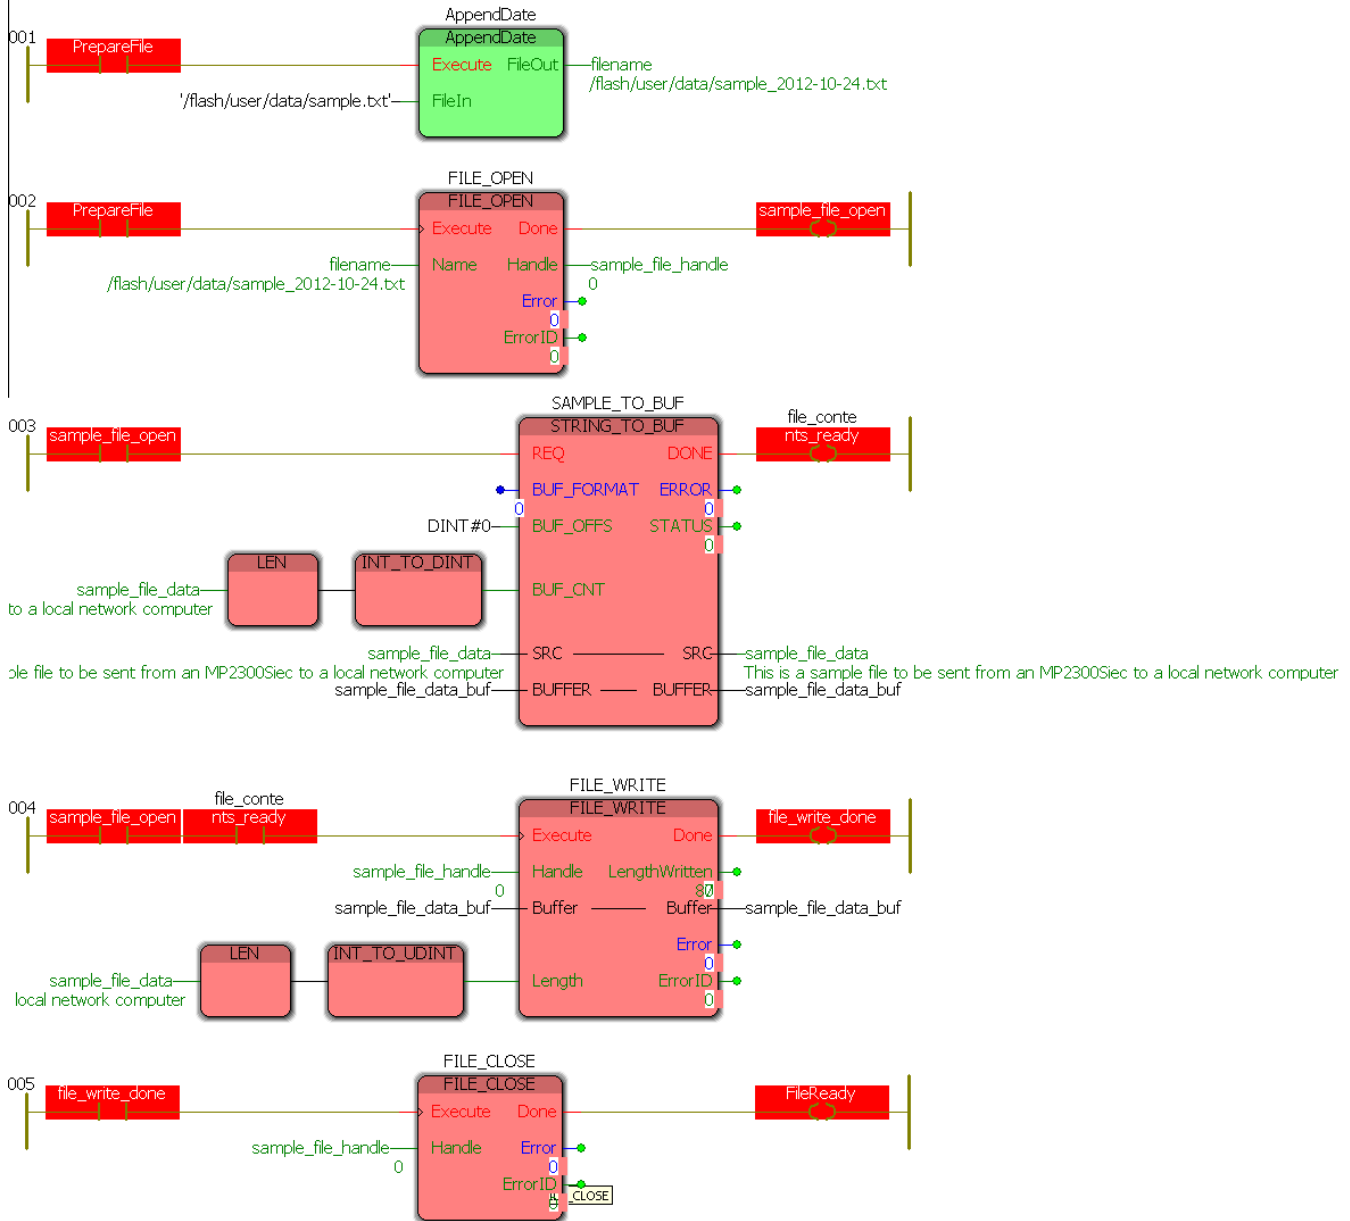 AppendDate
001
PrepareFile
AppendDate
Execute FileOut
filename
/flash/user/data/sample_2012-10-24.txt
'/flash/user/data/sample.txt'
FileIn
FILE_OPEN
002
PrepareFile
FILE_OPEN
sample_file_open
Execute Done
filename
Name Handle
sample_file_handle
/flash/user/data/sample_2012-10-24.txt
0
Error
0
ErrorID
0
SAMPLE_TO_BUF
003
sample_file_open
STRING_TO_BUF
file_conte
nts_ready
REQ DONE
BUF_FORMAT ERROR
0
0
DINT#0
BUF_OFFS STATUS
0
LEN
INT_TO_DINT
sample_file_data
BUF_CNT
to a local network computer
sample_file_data
SRC SRC
sample_file_data
ple file to be sent from an MP2300Siec to a local network computer
This is a sample file to be sent from an MP2300Siec to a local network computer
sample_file_data_buf
BUFFER BUFFER
sample_file_data_buf
FILE_WRITE
004
sample_file_open
file_conte
nts_ready
FILE_WRITE
file_write_done
Execute Done
sample_file_handle
Handle LengthWritten
0
sample_file_data_buf
Buffer Buffer
sample_file_data_buf
Error
0
LEN
INT_TO_UDINT
sample_file_data
Length ErrorID
local network computer
0
FILE_CLOSE
005
file_write_done
FILE_CLOSE
FileReady
Execute Done
sample_file_handle
Handle Error
0
0
ErrorID
_CLOSE